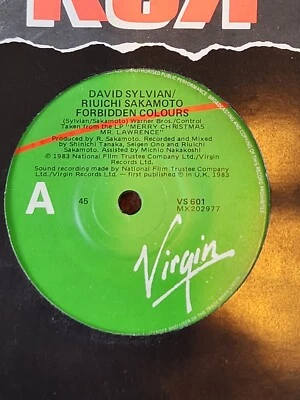 RCA
DAVID SYLVIAN/
RIUICHI SAKAMOTO
FORBIDDEN COLOURS
(Sylvian/Sakamoto) Warner Bros./Control
Taken from the LP "MERRY CHRISTMAS
MR. LAWRENCE"
Produced by R. Sakamoto, Recorded and Mixed
by Shinichi Tanaka, Seigen Ono and Riuichi
Sakamoto, Assisted by Michio Nakakoshi
℗ 1983 National Film Trustee Company Ltd./Virgin
Records Ltd.
Sound recording made by National Film Trustee Company
Ltd./Virgin Records Ltd. – first published ℗ in U.K. 1983
A
45
VS 601
MX202977
Virgin